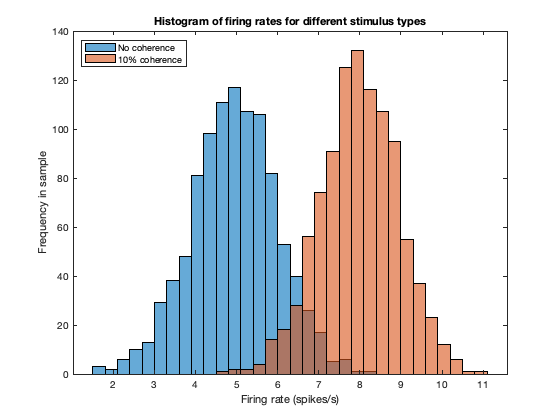 Histogram of firing rates for different stimulus types
No coherence
10% coherence
140
120
100
80
60
40
20
0
Frequency in sample
2 3 4 5 6 7 8 9 10 11
Firing rate (spikes/s)